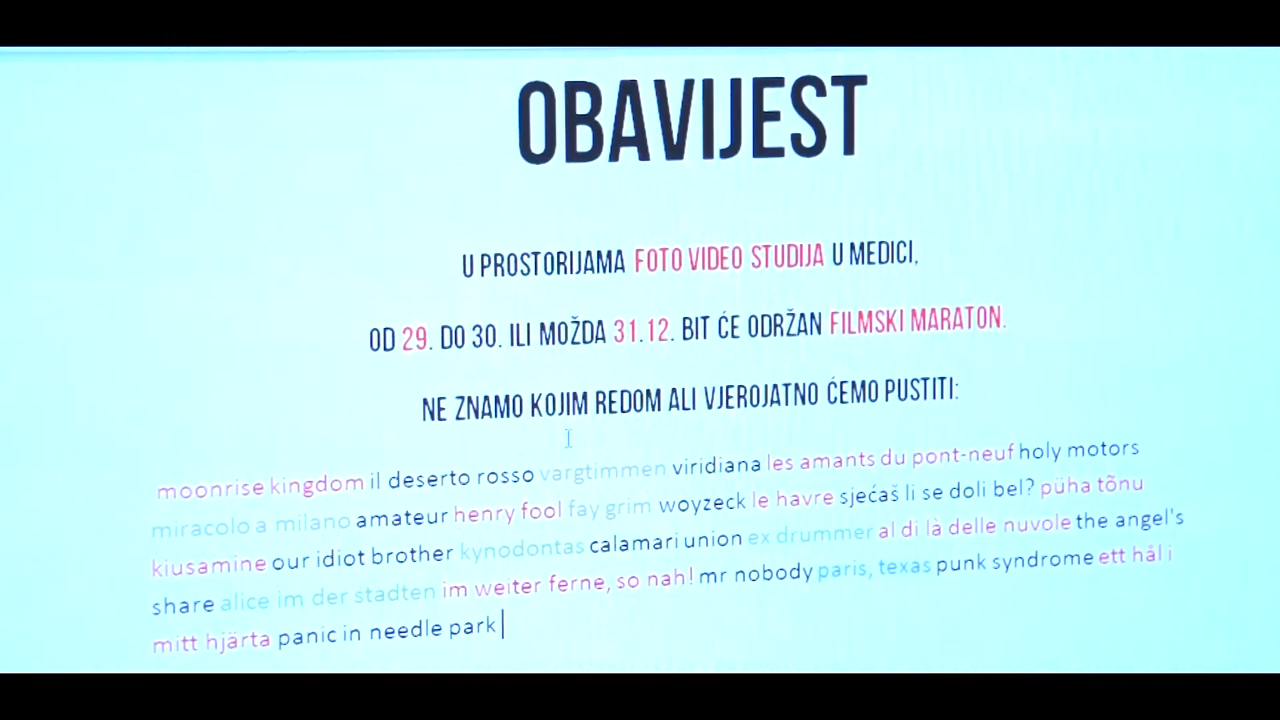 OBAVIJEST
U PROSTORIJAMA FOTO VIDEO STUDIJA U MEDICI,
OD 29. DO 30. ILI MOŽDA 31.12. BIT ĆE ODRŽAN FILMSKI MARATON.
NE ZNAMO KOJIM REDOM ALI VJEROJATNO ĆEMO PUSTITI:
moonrise kingdom il deserto rosso vargtimmen viridiana les amants du pont-neuf holy motors
miracolo a milano amateur henry fool fay grim woyzeck le havre sjećaš li se doli bel? püha tõnu
kiusamine our idiot brother kynodontas calamari union ex drummer al di là delle nuvole the angel's
share alice im der stadten im weiter ferne, so nah! mr nobody paris, texas punk syndrome ett hål i
mitt hjärta panic in needle park